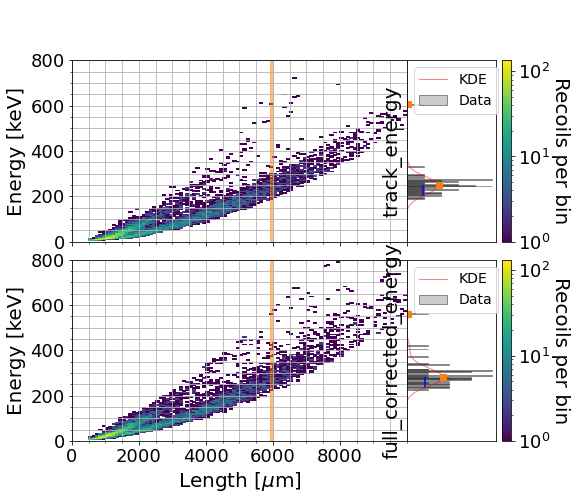 800
600
400
200
0
Energy [keV]
track_energy
KDE
Data
10²
10¹
10⁰
Recoils per bin
800
600
400
200
0
Energy [keV]
full_corrected_energy
KDE
Data
10²
10¹
10⁰
Recoils per bin
0 2000 4000 6000 8000
Length [μm]